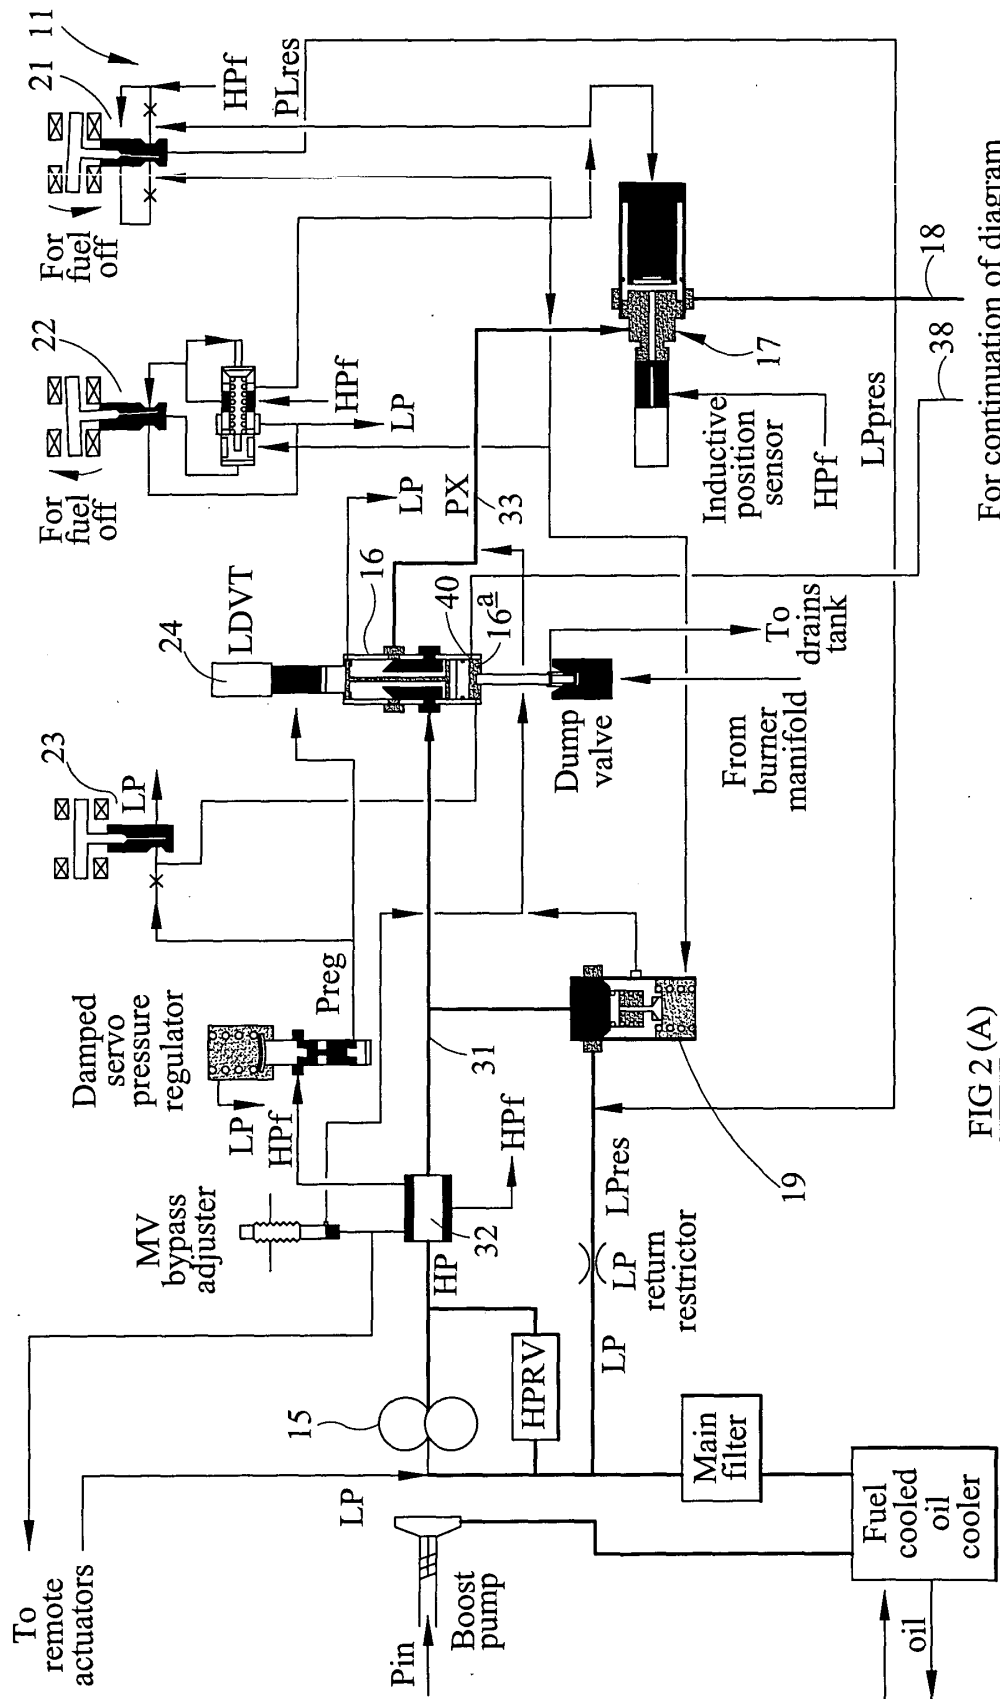 11
21
HPf
PLres
For
fuel
off
22
For
fuel
off
HPf
LP
18
38
17
For continuation of diagram
Inductive
position
sensor
HPf
LPpres
LDVT
24
16
LP
PX
33
40
16a
Dump
valve
To
drains
tank
From
burner
manifold
23
LP
Damped
servo
pressure
regulator
Preg
LP
HPf
31
19
FIG 2 (A)
MV
bypass
adjuster
HPf
32
HP
LPres
LP
return
restrictor
LP
15
HPRV
Main
filter
Fuel
cooled
oil
cooler
oil
LP
Boost
pump
Pin
To
remote
actuators